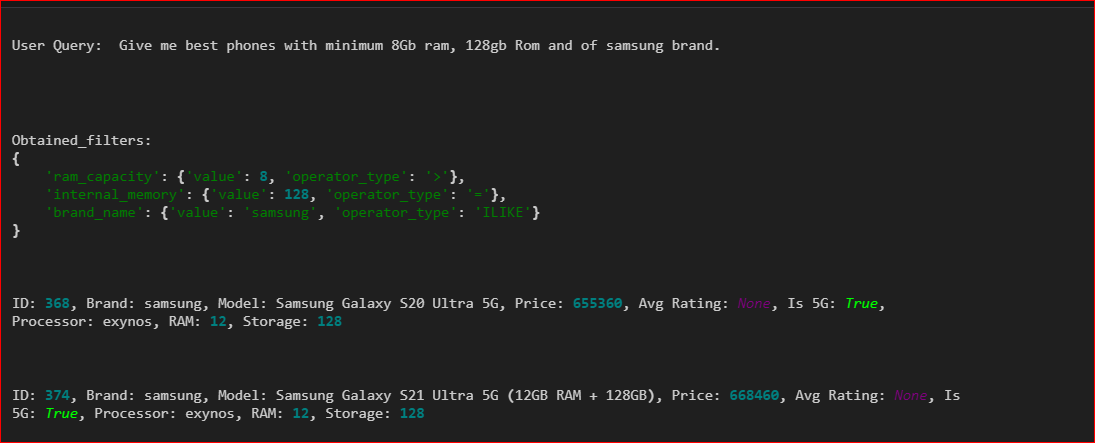 User Query:  Give me best phones with minimum 8Gb ram, 128gb Rom and of samsung brand.
Obtained_filters:
{
    'ram_capacity': {'value': 8, 'operator_type': '>'},
    'internal_memory': {'value': 128, 'operator_type': '='},
    'brand_name': {'value': 'samsung', 'operator_type': 'ILIKE'}
}
ID: 368, Brand: samsung, Model: Samsung Galaxy S20 Ultra 5G, Price: 655360, Avg Rating: None, Is 5G: True,
Processor: exynos, RAM: 12, Storage: 128
ID: 374, Brand: samsung, Model: Samsung Galaxy S21 Ultra 5G (12GB RAM + 128GB), Price: 668460, Avg Rating: None, Is
5G: True, Processor: exynos, RAM: 12, Storage: 128